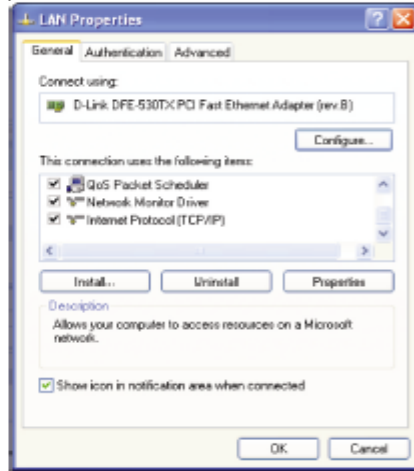 LAN Properties
General Authentication Advanced
Connect using:
D-Link DFE-530TX PCI Fast Ethernet Adapter (rev.B)
Configure...
This connection uses the following items:
QoS Packet Scheduler
Network Monitor Driver
Internet Protocol (TCP/IP)
Install... Uninstall Properties
Description
Allows your computer to access resources on a Microsoft
network.
Show icon in notification area when connected
OK Cancel